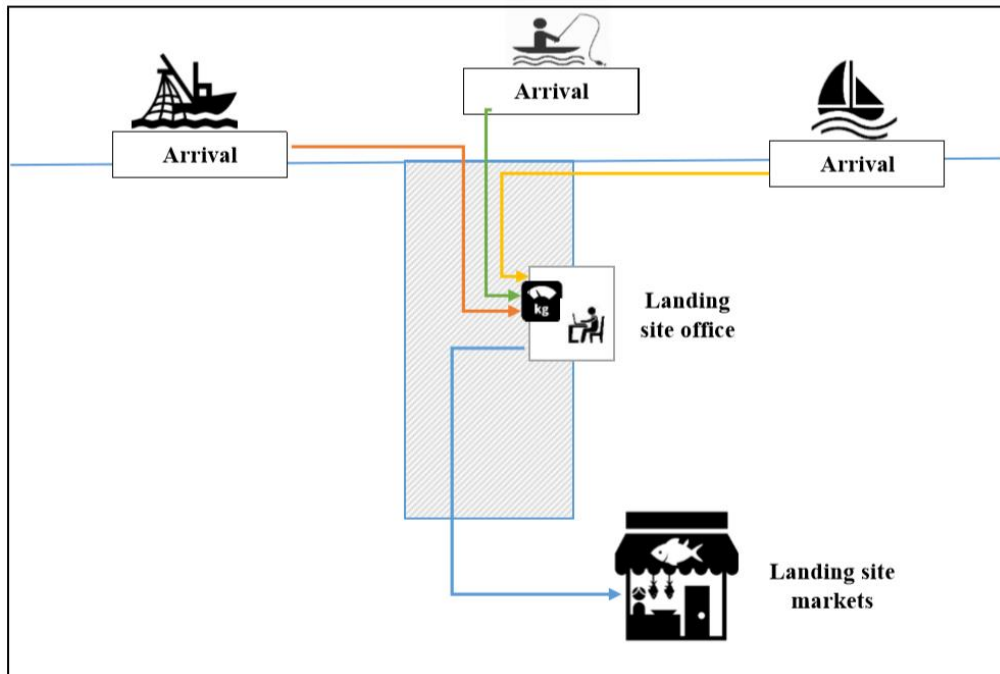 Arrival
Arrival
Arrival
kg
Landing
site office
Landing site
markets